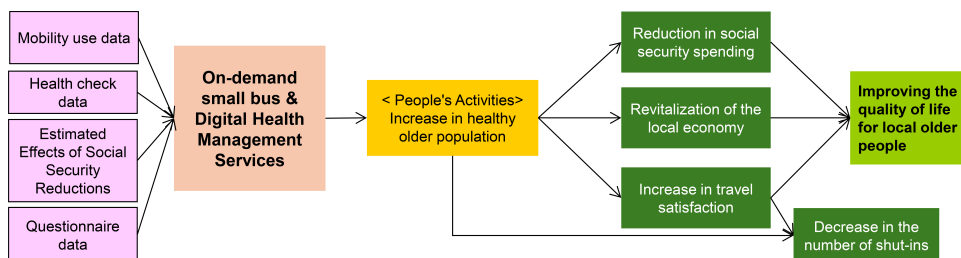 Mobility use data
Health check
data
Estimated
Effects of Social
Security
Reductions
Questionnaire
data
On-demand
small bus &
Digital Health
Management
Services
< People's Activities>
Increase in healthy
older population
Reduction in social
security spending
Revitalization of the
local economy
Increase in travel
satisfaction
Improving the
quality of life
for local older
people
Decrease in the
number of shut-ins